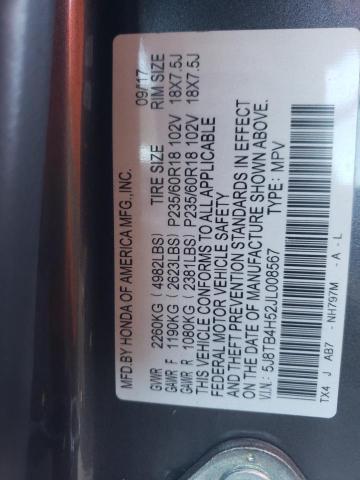 MFD.BY HONDA OF AMERICA MFG.,INC. 09/17
TIRE SIZE RIM SIZE
GVWR 2260KG ( 4982LBS)
GAWR F 1190KG ( 2623LBS) P235/60R18 102V 18X7.5J
GAWR R 1080KG ( 2381LBS) P235/60R18 102V 18X7.5J
THIS VEHICLE CONFORMS TO ALL APPLICABLE
FEDERAL MOTOR VEHICLE SAFETY
AND THEFT PREVENTION STANDARDS IN EFFECT
ON THE DATE OF MANUFACTURE SHOWN ABOVE.
V.I.N.: 5J8TB4H52JL008567 TYPE: MPV
TX4 J AB7 - NH797M - A - L